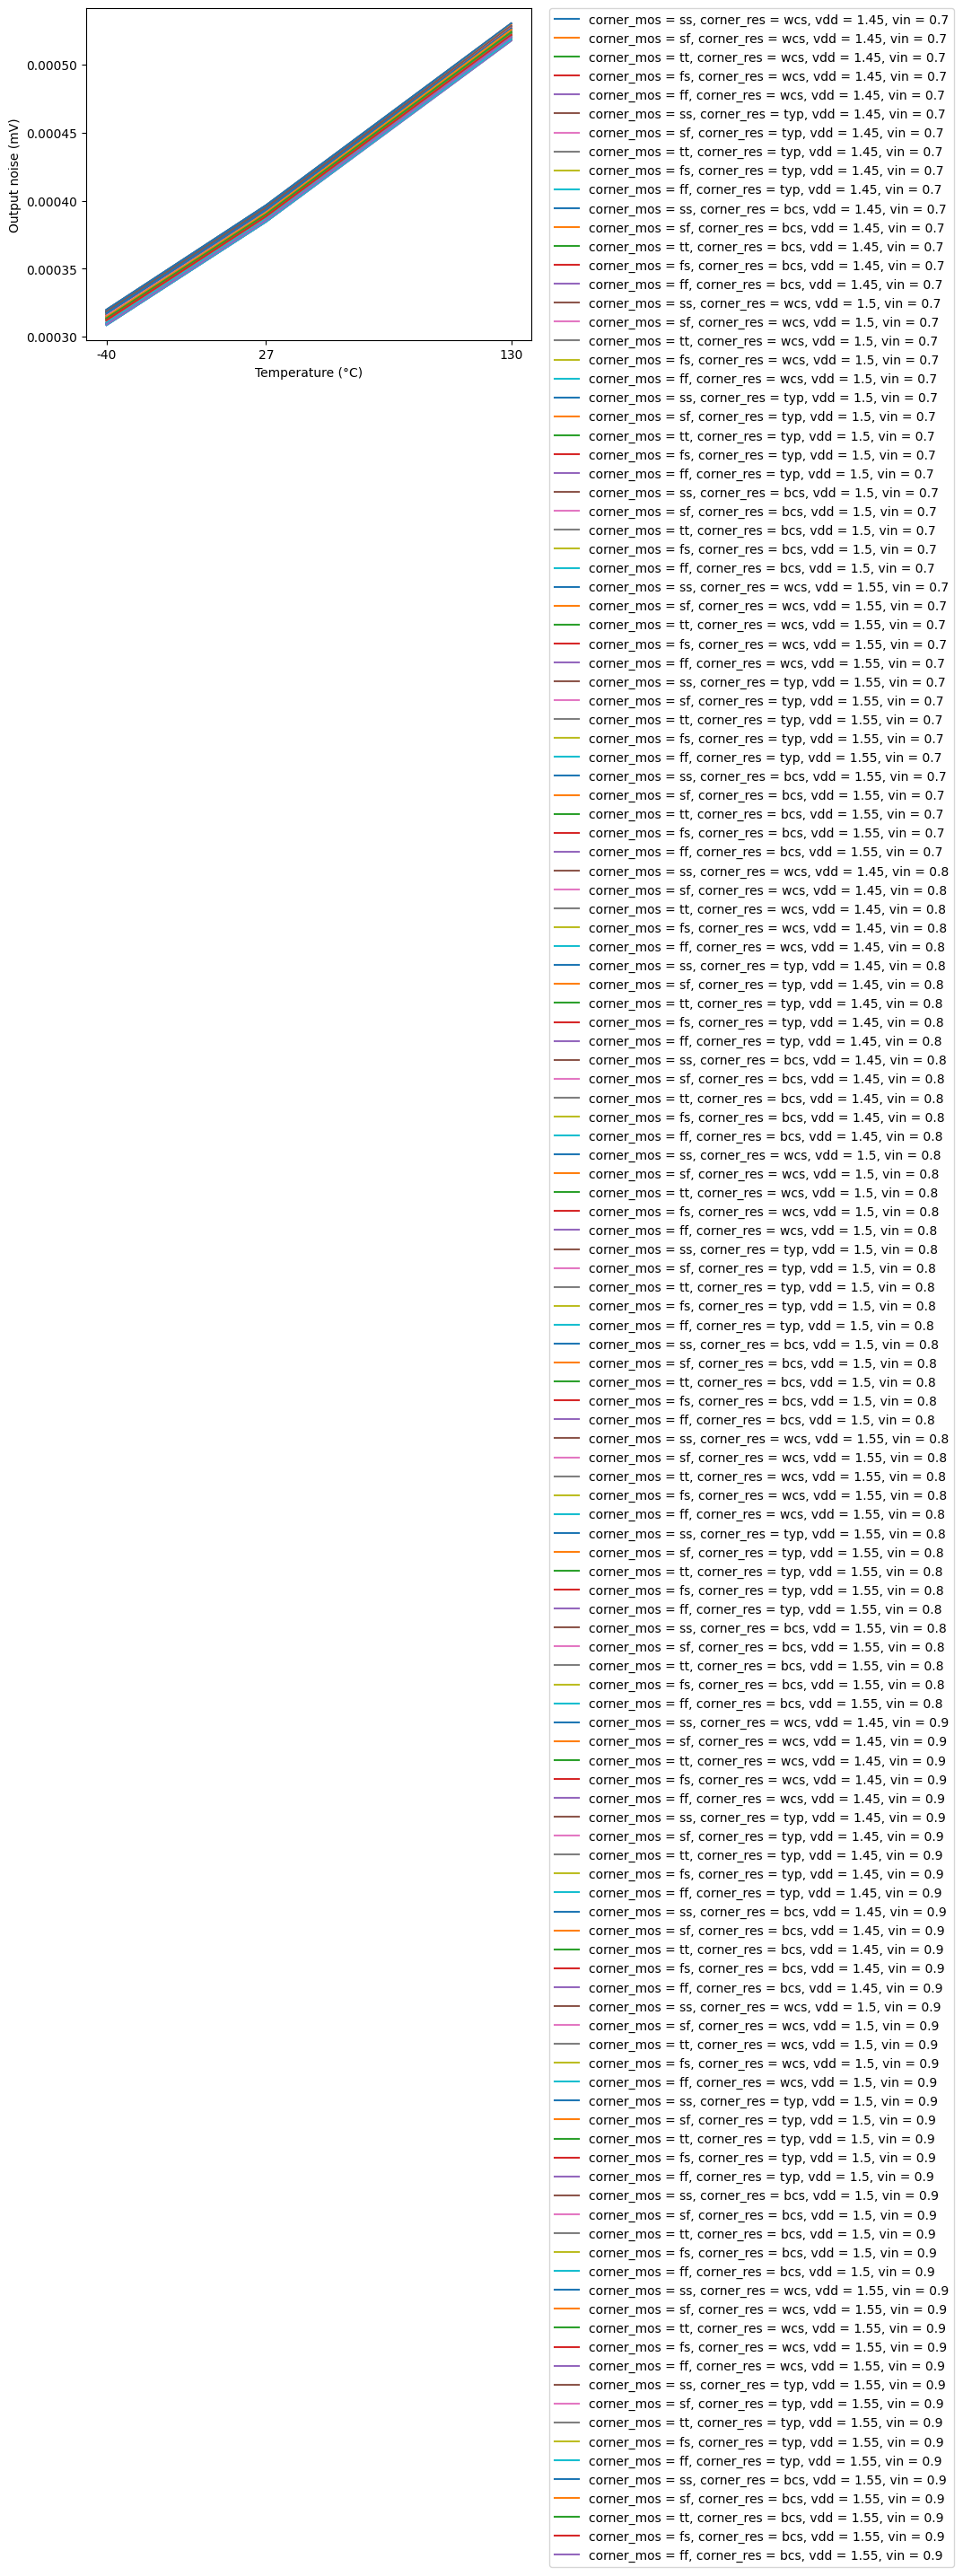 0.00050
0.00045
0.00040
0.00035
0.00030
Output noise (mV)
-40
27
130
Temperature (°C)
corner_mos = ss, corner_res = wcs, vdd = 1.45, vin = 0.7
corner_mos = sf, corner_res = wcs, vdd = 1.45, vin = 0.7
corner_mos = tt, corner_res = wcs, vdd = 1.45, vin = 0.7
corner_mos = fs, corner_res = wcs, vdd = 1.45, vin = 0.7
corner_mos = ff, corner_res = wcs, vdd = 1.45, vin = 0.7
corner_mos = ss, corner_res = typ, vdd = 1.45, vin = 0.7
corner_mos = sf, corner_res = typ, vdd = 1.45, vin = 0.7
corner_mos = tt, corner_res = typ, vdd = 1.45, vin = 0.7
corner_mos = fs, corner_res = typ, vdd = 1.45, vin = 0.7
corner_mos = ff, corner_res = typ, vdd = 1.45, vin = 0.7
corner_mos = ss, corner_res = bcs, vdd = 1.45, vin = 0.7
corner_mos = sf, corner_res = bcs, vdd = 1.45, vin = 0.7
corner_mos = tt, corner_res = bcs, vdd = 1.45, vin = 0.7
corner_mos = fs, corner_res = bcs, vdd = 1.45, vin = 0.7
corner_mos = ff, corner_res = bcs, vdd = 1.45, vin = 0.7
corner_mos = ss, corner_res = wcs, vdd = 1.5, vin = 0.7
corner_mos = sf, corner_res = wcs, vdd = 1.5, vin = 0.7
corner_mos = tt, corner_res = wcs, vdd = 1.5, vin = 0.7
corner_mos = fs, corner_res = wcs, vdd = 1.5, vin = 0.7
corner_mos = ff, corner_res = wcs, vdd = 1.5, vin = 0.7
corner_mos = ss, corner_res = typ, vdd = 1.5, vin = 0.7
corner_mos = sf, corner_res = typ, vdd = 1.5, vin = 0.7
corner_mos = tt, corner_res = typ, vdd = 1.5, vin = 0.7
corner_mos = fs, corner_res = typ, vdd = 1.5, vin = 0.7
corner_mos = ff, corner_res = typ, vdd = 1.5, vin = 0.7
corner_mos = ss, corner_res = bcs, vdd = 1.5, vin = 0.7
corner_mos = sf, corner_res = bcs, vdd = 1.5, vin = 0.7
corner_mos = tt, corner_res = bcs, vdd = 1.5, vin = 0.7
corner_mos = fs, corner_res = bcs, vdd = 1.5, vin = 0.7
corner_mos = ff, corner_res = bcs, vdd = 1.5, vin = 0.7
corner_mos = ss, corner_res = wcs, vdd = 1.55, vin = 0.7
corner_mos = sf, corner_res = wcs, vdd = 1.55, vin = 0.7
corner_mos = tt, corner_res = wcs, vdd = 1.55, vin = 0.7
corner_mos = fs, corner_res = wcs, vdd = 1.55, vin = 0.7
corner_mos = ff, corner_res = wcs, vdd = 1.55, vin = 0.7
corner_mos = ss, corner_res = typ, vdd = 1.55, vin = 0.7
corner_mos = sf, corner_res = typ, vdd = 1.55, vin = 0.7
corner_mos = tt, corner_res = typ, vdd = 1.55, vin = 0.7
corner_mos = fs, corner_res = typ, vdd = 1.55, vin = 0.7
corner_mos = ff, corner_res = typ, vdd = 1.55, vin = 0.7
corner_mos = ss, corner_res = bcs, vdd = 1.55, vin = 0.7
corner_mos = sf, corner_res = bcs, vdd = 1.55, vin = 0.7
corner_mos = tt, corner_res = bcs, vdd = 1.55, vin = 0.7
corner_mos = fs, corner_res = bcs, vdd = 1.55, vin = 0.7
corner_mos = ff, corner_res = bcs, vdd = 1.55, vin = 0.7
corner_mos = ss, corner_res = wcs, vdd = 1.45, vin = 0.8
corner_mos = sf, corner_res = wcs, vdd = 1.45, vin = 0.8
corner_mos = tt, corner_res = wcs, vdd = 1.45, vin = 0.8
corner_mos = fs, corner_res = wcs, vdd = 1.45, vin = 0.8
corner_mos = ff, corner_res = wcs, vdd = 1.45, vin = 0.8
corner_mos = ss, corner_res = typ, vdd = 1.45, vin = 0.8
corner_mos = sf, corner_res = typ, vdd = 1.45, vin = 0.8
corner_mos = tt, corner_res = typ, vdd = 1.45, vin = 0.8
corner_mos = fs, corner_res = typ, vdd = 1.45, vin = 0.8
corner_mos = ff, corner_res = typ, vdd = 1.45, vin = 0.8
corner_mos = ss, corner_res = bcs, vdd = 1.45, vin = 0.8
corner_mos = sf, corner_res = bcs, vdd = 1.45, vin = 0.8
corner_mos = tt, corner_res = bcs, vdd = 1.45, vin = 0.8
corner_mos = fs, corner_res = bcs, vdd = 1.45, vin = 0.8
corner_mos = ff, corner_res = bcs, vdd = 1.45, vin = 0.8
corner_mos = ss, corner_res = wcs, vdd = 1.5, vin = 0.8
corner_mos = sf, corner_res = wcs, vdd = 1.5, vin = 0.8
corner_mos = tt, corner_res = wcs, vdd = 1.5, vin = 0.8
corner_mos = fs, corner_res = wcs, vdd = 1.5, vin = 0.8
corner_mos = ff, corner_res = wcs, vdd = 1.5, vin = 0.8
corner_mos = ss, corner_res = typ, vdd = 1.5, vin = 0.8
corner_mos = sf, corner_res = typ, vdd = 1.5, vin = 0.8
corner_mos = tt, corner_res = typ, vdd = 1.5, vin = 0.8
corner_mos = fs, corner_res = typ, vdd = 1.5, vin = 0.8
corner_mos = ff, corner_res = typ, vdd = 1.5, vin = 0.8
corner_mos = ss, corner_res = bcs, vdd = 1.5, vin = 0.8
corner_mos = sf, corner_res = bcs, vdd = 1.5, vin = 0.8
corner_mos = tt, corner_res = bcs, vdd = 1.5, vin = 0.8
corner_mos = fs, corner_res = bcs, vdd = 1.5, vin = 0.8
corner_mos = ff, corner_res = bcs, vdd = 1.5, vin = 0.8
corner_mos = ss, corner_res = wcs, vdd = 1.55, vin = 0.8
corner_mos = sf, corner_res = wcs, vdd = 1.55, vin = 0.8
corner_mos = tt, corner_res = wcs, vdd = 1.55, vin = 0.8
corner_mos = fs, corner_res = wcs, vdd = 1.55, vin = 0.8
corner_mos = ff, corner_res = wcs, vdd = 1.55, vin = 0.8
corner_mos = ss, corner_res = typ, vdd = 1.55, vin = 0.8
corner_mos = sf, corner_res = typ, vdd = 1.55, vin = 0.8
corner_mos = tt, corner_res = typ, vdd = 1.55, vin = 0.8
corner_mos = fs, corner_res = typ, vdd = 1.55, vin = 0.8
corner_mos = ff, corner_res = typ, vdd = 1.55, vin = 0.8
corner_mos = ss, corner_res = bcs, vdd = 1.55, vin = 0.8
corner_mos = sf, corner_res = bcs, vdd = 1.55, vin = 0.8
corner_mos = tt, corner_res = bcs, vdd = 1.55, vin = 0.8
corner_mos = fs, corner_res = bcs, vdd = 1.55, vin = 0.8
corner_mos = ff, corner_res = bcs, vdd = 1.55, vin = 0.8
corner_mos = ss, corner_res = wcs, vdd = 1.45, vin = 0.9
corner_mos = sf, corner_res = wcs, vdd = 1.45, vin = 0.9
corner_mos = tt, corner_res = wcs, vdd = 1.45, vin = 0.9
corner_mos = fs, corner_res = wcs, vdd = 1.45, vin = 0.9
corner_mos = ff, corner_res = wcs, vdd = 1.45, vin = 0.9
corner_mos = ss, corner_res = typ, vdd = 1.45, vin = 0.9
corner_mos = sf, corner_res = typ, vdd = 1.45, vin = 0.9
corner_mos = tt, corner_res = typ, vdd = 1.45, vin = 0.9
corner_mos = fs, corner_res = typ, vdd = 1.45, vin = 0.9
corner_mos = ff, corner_res = typ, vdd = 1.45, vin = 0.9
corner_mos = ss, corner_res = bcs, vdd = 1.45, vin = 0.9
corner_mos = sf, corner_res = bcs, vdd = 1.45, vin = 0.9
corner_mos = tt, corner_res = bcs, vdd = 1.45, vin = 0.9
corner_mos = fs, corner_res = bcs, vdd = 1.45, vin = 0.9
corner_mos = ff, corner_res = bcs, vdd = 1.45, vin = 0.9
corner_mos = ss, corner_res = wcs, vdd = 1.5, vin = 0.9
corner_mos = sf, corner_res = wcs, vdd = 1.5, vin = 0.9
corner_mos = tt, corner_res = wcs, vdd = 1.5, vin = 0.9
corner_mos = fs, corner_res = wcs, vdd = 1.5, vin = 0.9
corner_mos = ff, corner_res = wcs, vdd = 1.5, vin = 0.9
corner_mos = ss, corner_res = typ, vdd = 1.5, vin = 0.9
corner_mos = sf, corner_res = typ, vdd = 1.5, vin = 0.9
corner_mos = tt, corner_res = typ, vdd = 1.5, vin = 0.9
corner_mos = fs, corner_res = typ, vdd = 1.5, vin = 0.9
corner_mos = ff, corner_res = typ, vdd = 1.5, vin = 0.9
corner_mos = ss, corner_res = bcs, vdd = 1.5, vin = 0.9
corner_mos = sf, corner_res = bcs, vdd = 1.5, vin = 0.9
corner_mos = tt, corner_res = bcs, vdd = 1.5, vin = 0.9
corner_mos = fs, corner_res = bcs, vdd = 1.5, vin = 0.9
corner_mos = ff, corner_res = bcs, vdd = 1.5, vin = 0.9
corner_mos = ss, corner_res = wcs, vdd = 1.55, vin = 0.9
corner_mos = sf, corner_res = wcs, vdd = 1.55, vin = 0.9
corner_mos = tt, corner_res = wcs, vdd = 1.55, vin = 0.9
corner_mos = fs, corner_res = wcs, vdd = 1.55, vin = 0.9
corner_mos = ff, corner_res = wcs, vdd = 1.55, vin = 0.9
corner_mos = ss, corner_res = typ, vdd = 1.55, vin = 0.9
corner_mos = sf, corner_res = typ, vdd = 1.55, vin = 0.9
corner_mos = tt, corner_res = typ, vdd = 1.55, vin = 0.9
corner_mos = fs, corner_res = typ, vdd = 1.55, vin = 0.9
corner_mos = ff, corner_res = typ, vdd = 1.55, vin = 0.9
corner_mos = ss, corner_res = bcs, vdd = 1.55, vin = 0.9
corner_mos = sf, corner_res = bcs, vdd = 1.55, vin = 0.9
corner_mos = tt, corner_res = bcs, vdd = 1.55, vin = 0.9
corner_mos = fs, corner_res = bcs, vdd = 1.55, vin = 0.9
corner_mos = ff, corner_res = bcs, vdd = 1.55, vin = 0.9